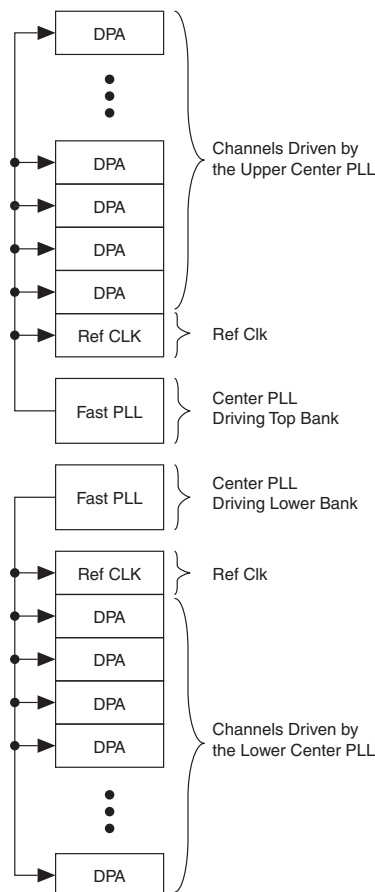 DPA
DPA
DPA
DPA
DPA
Channels Driven by
the Upper Center PLL
Ref CLK
Ref Clk
Fast PLL
Center PLL
Driving Top Bank
Fast PLL
Center PLL
Driving Lower Bank
Ref CLK
Ref Clk
DPA
DPA
DPA
DPA
Channels Driven by
the Lower Center PLL
DPA